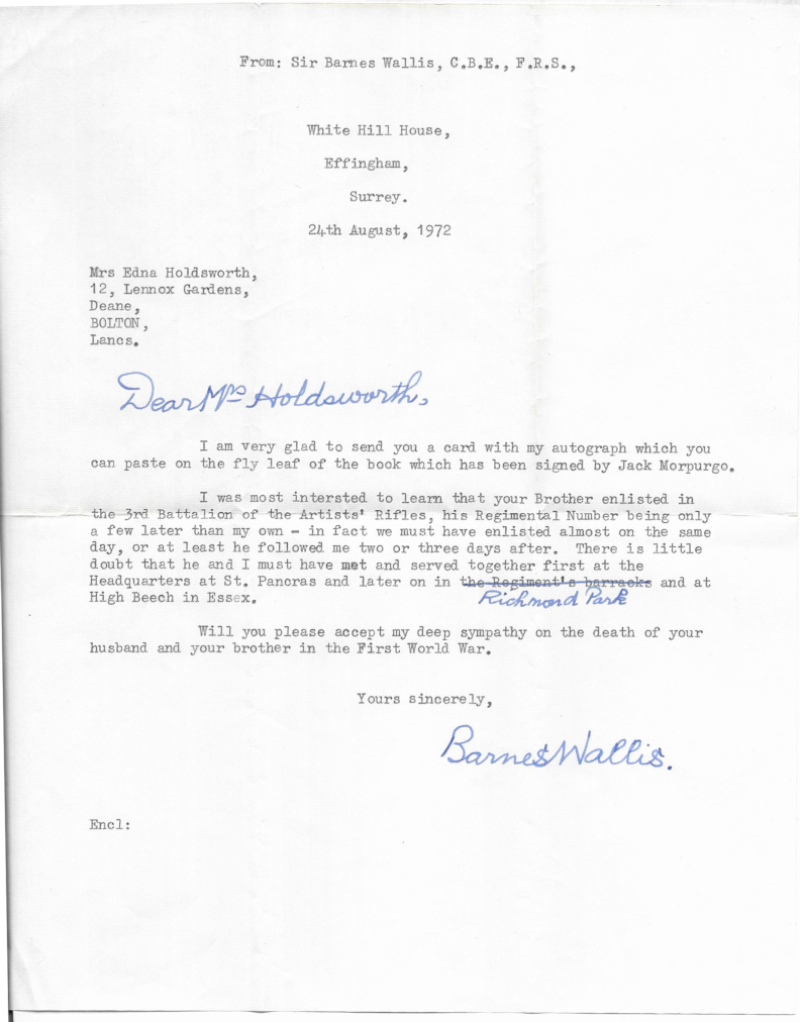 From: Sir Barnes Wallis, C.B.E., F.R.S.,
White Hill House,
Effingham,
Surrey.
24th August, 1972
Mrs Edna Holdsworth,
12, Lennox Gardens,
Deane,
BOLTON,
Lancs.
Dear Mrs Holdsworth,
I am very glad to send you a card with my autograph which you
can paste on the fly leaf of the book which has been signed by Jack Morpurgo.
I was most intersted to learn that your Brother enlisted in
the 3rd Battalion of the Artists' Rifles, his Regimental Number being only
a few later than my own - in fact we must have enlisted almost on the same
day, or at least he followed me two or three days after. There is little
doubt that he and I must have met and served together first at the
Headquarters at St. Pancras and later on in the Regiment's barracks and at
Richmond Park
High Beech in Essex.
Will you please accept my deep sympathy on the death of your
husband and your brother in the First World War.
Yours sincerely,
Barnes Wallis.
Encl: